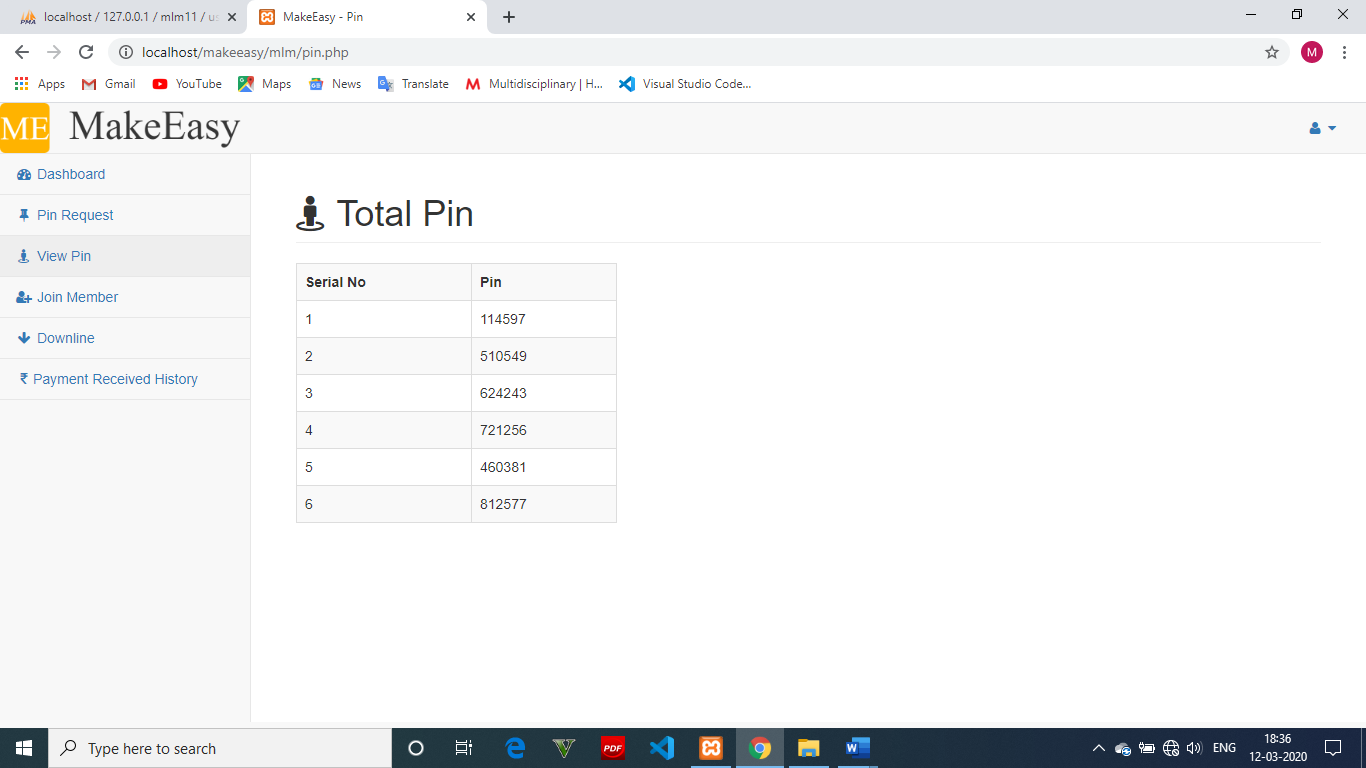 localhost / 127.0.0.1 / mlm11 / us
MakeEasy - Pin
localhost/makeeasy/mlm/pin.php
M
Apps Gmail YouTube Maps News Translate Multidisciplinary | H... Visual Studio Code...
ME MakeEasy
Dashboard
Pin Request
View Pin
Join Member
Downline
₹ Payment Received History
Total Pin
Serial No Pin
1 114597
2 510549
3 624243
4 721256
5 460381
6 812577
Type here to search
PDF
ENG
18:36
12-03-2020